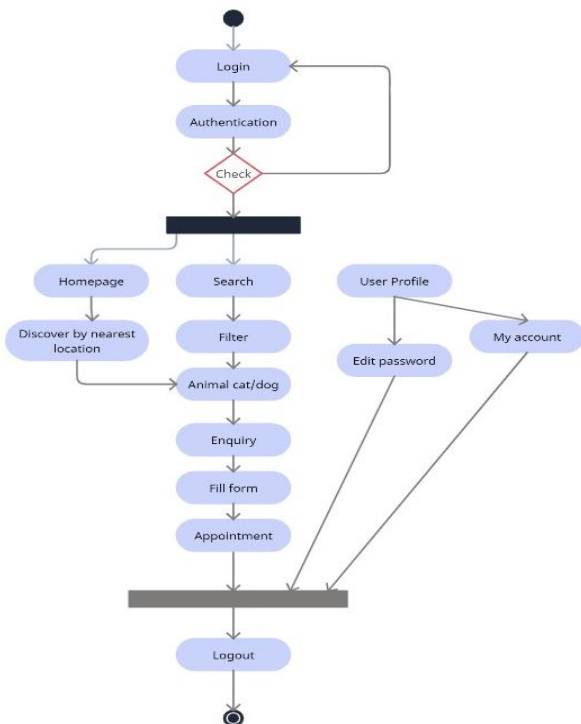 Login
Authentication
Check
Homepage
Search
User Profile
Discover by nearest
location
Filter
My account
Edit password
Animal cat/dog
Enquiry
Fill form
Appointment
Logout